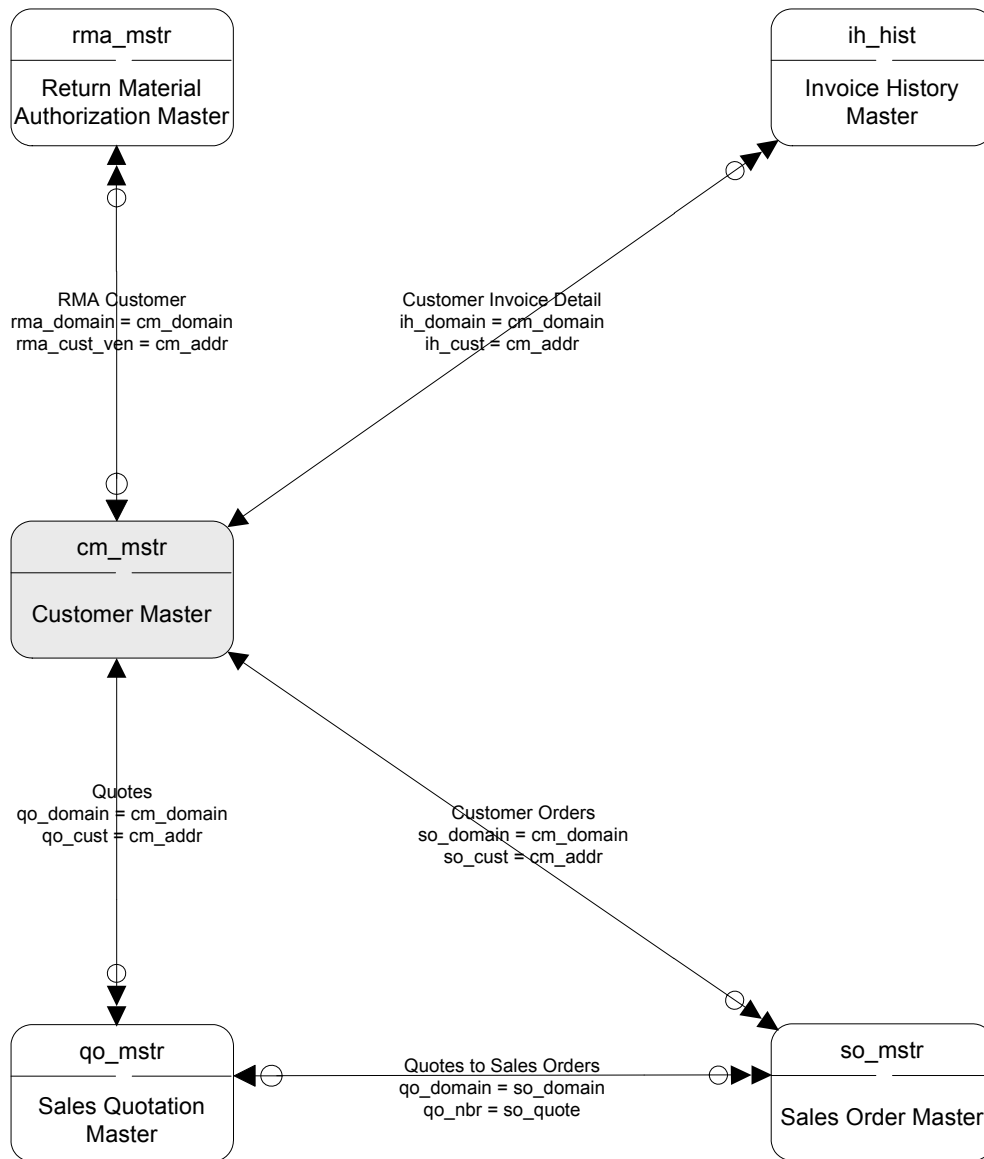 rma_mstr
Return Material
Authorization Master
ih_hist
Invoice History
Master
RMA Customer
rma_domain = cm_domain
rma_cust_ven = cm_addr
Customer Invoice Detail
ih_domain = cm_domain
ih_cust = cm_addr
cm_mstr
Customer Master
Quotes
qo_domain = cm_domain
qo_cust = cm_addr
Customer Orders
so_domain = cm_domain
so_cust = cm_addr
qo_mstr
Sales Quotation
Master
Quotes to Sales Orders
qo_domain = so_domain
qo_nbr = so_quote
so_mstr
Sales Order Master